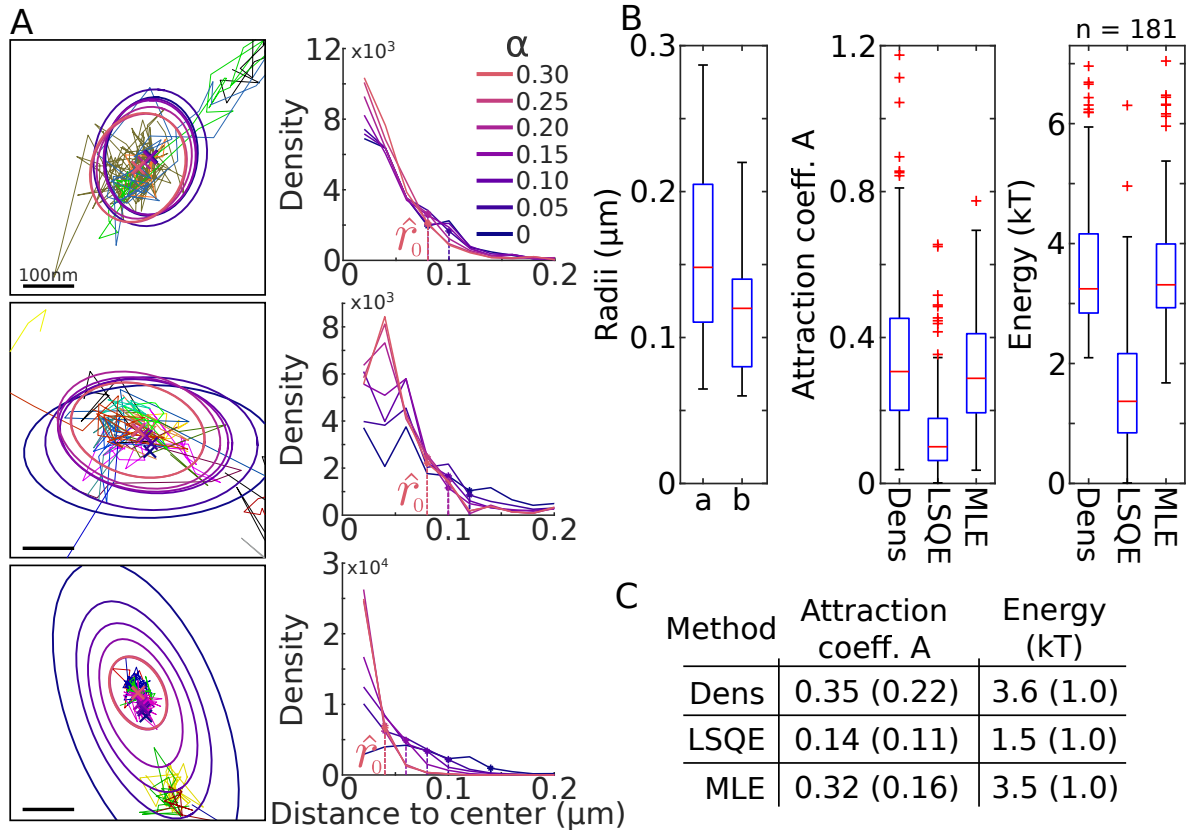 A
100nm
×10³
12
8
4
0
Density
α
0.30
0.25
0.20
0.15
0.10
0.05
0
r̂₀
0
0.1
0.2
×10³
8
6
4
2
0
Density
r̂₀
0
0.1
0.2
3
×10⁴
2
1
0
Density
r̂₀
0
0.1
0.2
Distance to center (μm)
B
0.3
0.2
0.1
0
Radii (μm)
a
b
1.2
0.8
0.4
0
Attraction coeff. A
Dens
LSQE
MLE
n = 181
6
4
2
0
Energy (kT)
Dens
LSQE
MLE
C
Method Attraction coeff. A Energy (kT)
Dens 0.35 (0.22) 3.6 (1.0)
LSQE 0.14 (0.11) 1.5 (1.0)
MLE 0.32 (0.16) 3.5 (1.0)